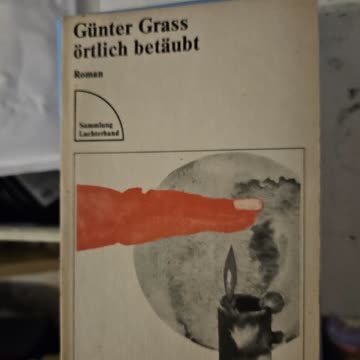 Günter Grass
örtlich betäubt
Roman
Sammlung
Luchterhand